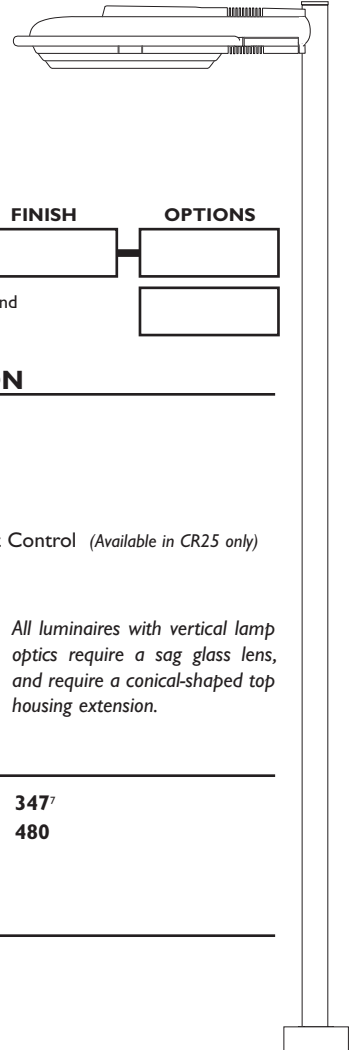 FINISH OPTIONS
nd
N
Control (Available in CR25 only)
All luminaires with vertical lamp
optics require a sag glass lens,
and require a conical-shaped top
housing extension.
347⁷
480